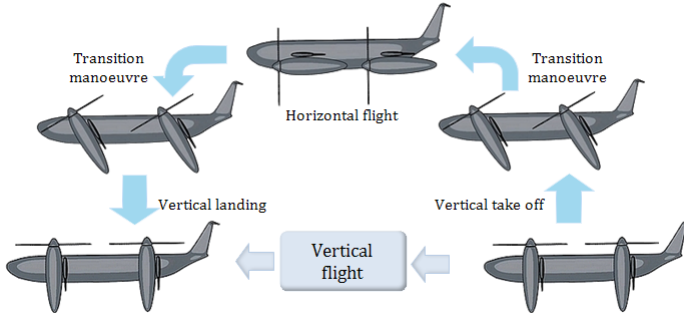 Transition
manoeuvre
Transition
manoeuvre
Horizontal flight
Vertical landing
Vertical take off
Vertical
flight